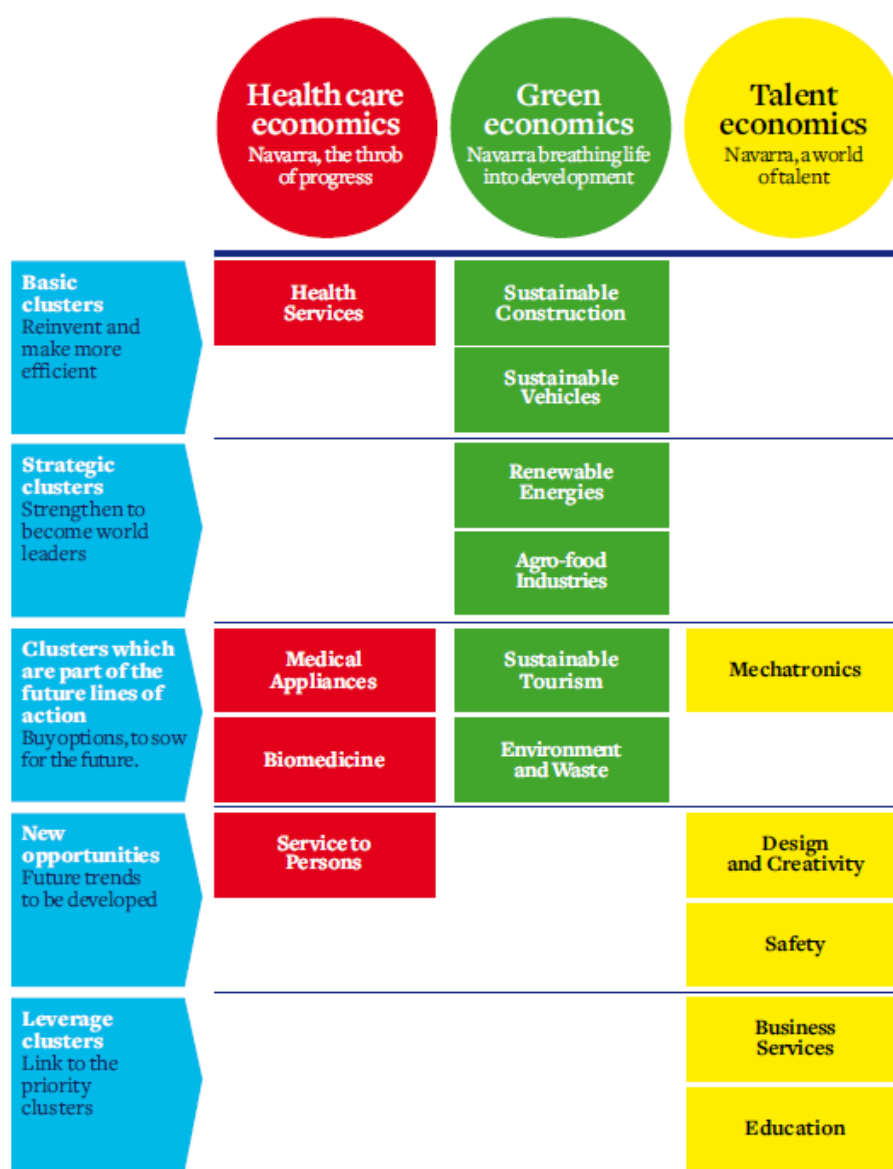 Health care
economics
Navarra, the throb
of progress
Green
economics
Navarra breathing life
into development
Talent
economics
Navarra, a world
of talent
Basic
clusters
Reinvent and
make more
efficient
Health
Services
Sustainable
Construction
Sustainable
Vehicles
Strategic
clusters
Strengthen to
become world
leaders
Renewable
Energies
Agro-food
Industries
Clusters which
are part of the
future lines of
action
Buy options, to sow
for the future.
Medical
Appliances
Biomedicine
Sustainable
Tourism
Environment
and Waste
Mechatronics
New
opportunities
Future trends
to be developed
Service to
Persons
Design
and Creativity
Safety
Leverage
clusters
Link to the
priority
clusters
Business
Services
Education